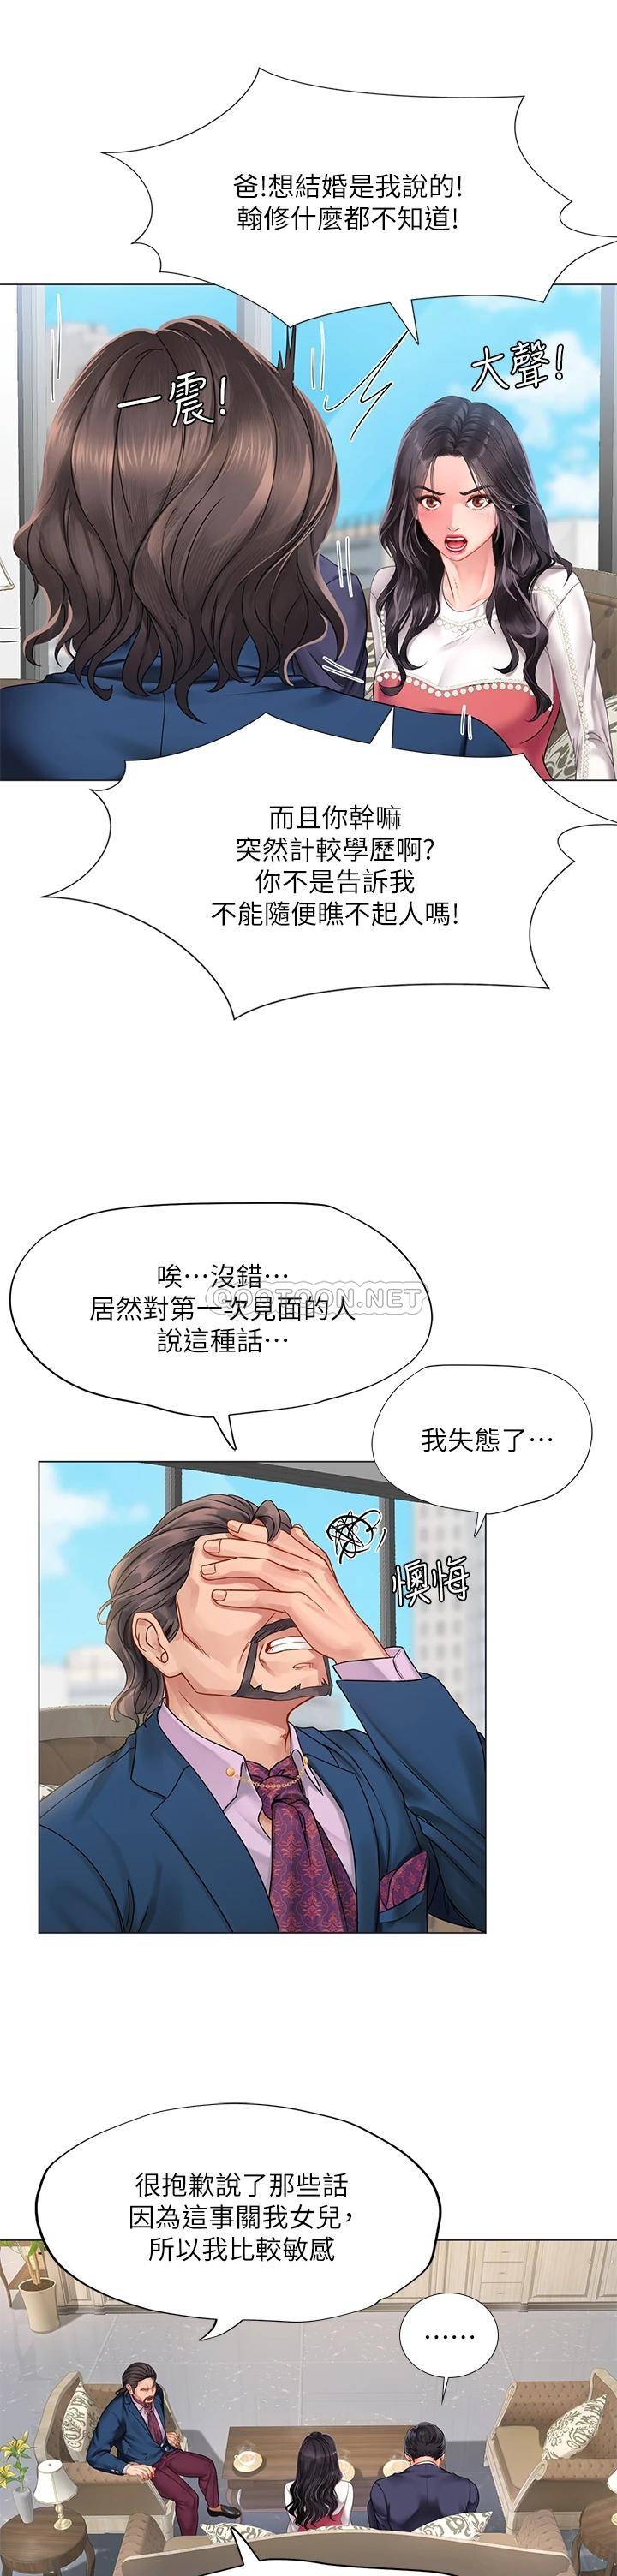 爸!想結婚是我說的!
翰修什麼都不知道!
大聲!
一震!
而且你幹嘛
突然計較學歷啊?
你不是告訴我
不能隨便瞧不起人嗎!
唉⋯沒錯⋯
居然對第一次見面的人
說這種話⋯
我失態了⋯
懊悔
很抱歉說了那些話
因為這事關我女兒,
所以我比較敏感
⋯⋯